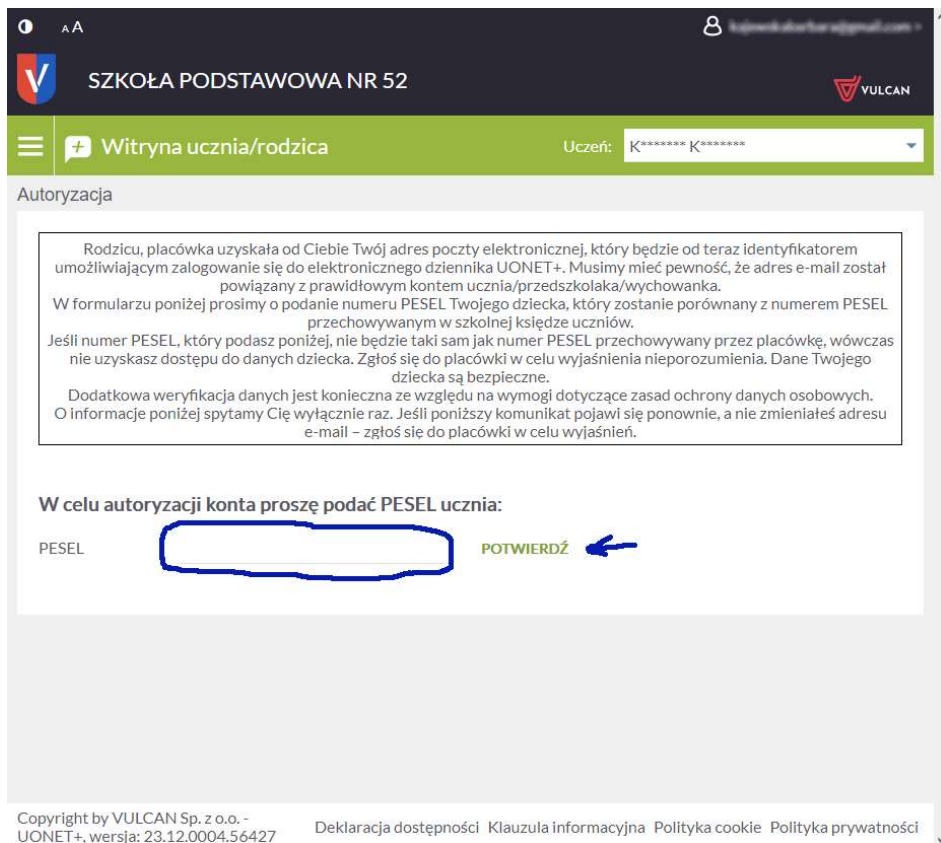 AA
SZKOŁA PODSTAWOWA NR 52
VULCAN
Witryna ucznia/rodzica
Uczeń: K******* K*******
Autoryzacja
Rodzicu, placówka uzyskała od Ciebie Twój adres poczty elektronicznej, który będzie od teraz identyfikatorem
umożliwiającym zalogowanie się do elektronicznego dziennika UONET+. Musimy mieć pewność, że adres e-mail został
powiązany z prawidłowym kontem ucznia/przedszkolaka/wychowanka.
W formularzu poniżej prosimy o podanie numeru PESEL Twojego dziecka, który zostanie porównany z numerem PESEL
przechowywanym w szkolnej księdze uczniów.
Jeśli numer PESEL, który podasz poniżej, nie będzie taki sam jak numer PESEL przechowywany przez placówkę, wówczas
nie uzyskasz dostępu do danych dziecka. Zgłoś się do placówki w celu wyjaśnienia nieporozumienia. Dane Twojego
dziecka są bezpieczne.
Dodatkowa weryfikacja danych jest konieczna ze względu na wymogi dotyczące zasad ochrony danych osobowych.
O informacje poniżej spytamy Cię wyłącznie raz. Jeśli poniższy komunikat pojawi się ponownie, a nie zmieniałeś adresu
e-mail – zgłoś się do placówki w celu wyjaśnień.
W celu autoryzacji konta proszę podać PESEL ucznia:
PESEL POTWIERDŹ
Copyright by VULCAN Sp. z o.o. -
UONET+, wersja: 23.12.0004.56427
Deklaracja dostępności Klauzula informacyjna Polityka cookie Polityka prywatności